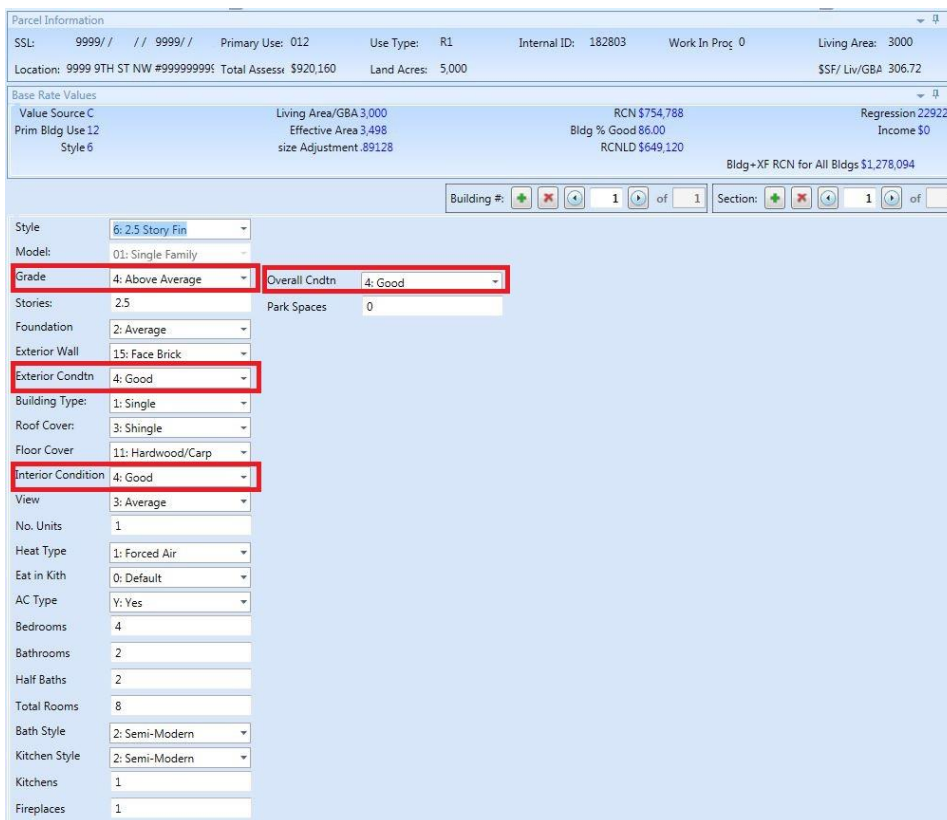 Parcel Information
SSL: 9999/ / / / 9999/ / Primary Use: 012 Use Type: R1 Internal ID: 182803 Work In Proc 0 Living Area: 3000
Location: 9999 9TH ST NW #99999999 Total Assesse $920,160 Land Acres: 5,000 $SF/ Liv/GBA 306.72
Base Rate Values
Value Source C Living Area/GBA 3,000 RCN $754,788 Regression 22922
Prim Bldg Use 12 Effective Area 3,498 Bldg % Good 86.00 Income $0
Style 6 size Adjustment .89128 RCNLD $649,120
Bldg+XF RCN for All Bldgs $1,278,094
Building #: 1 of 1 Section: 1 of
Style 6: 2.5 Story Fin
Model: 01: Single Family
Grade 4: Above Average Overall Cndtn 4: Good
Stories: 2.5 Park Spaces 0
Foundation 2: Average
Exterior Wall 15: Face Brick
Exterior Condtn 4: Good
Building Type: 1: Single
Roof Cover: 3: Shingle
Floor Cover 11: Hardwood/Carp
Interior Condition 4: Good
View 3: Average
No. Units 1
Heat Type 1: Forced Air
Eat in Kith 0: Default
AC Type Y: Yes
Bedrooms 4
Bathrooms 2
Half Baths 2
Total Rooms 8
Bath Style 2: Semi-Modern
Kitchen Style 2: Semi-Modern
Kitchens 1
Fireplaces 1